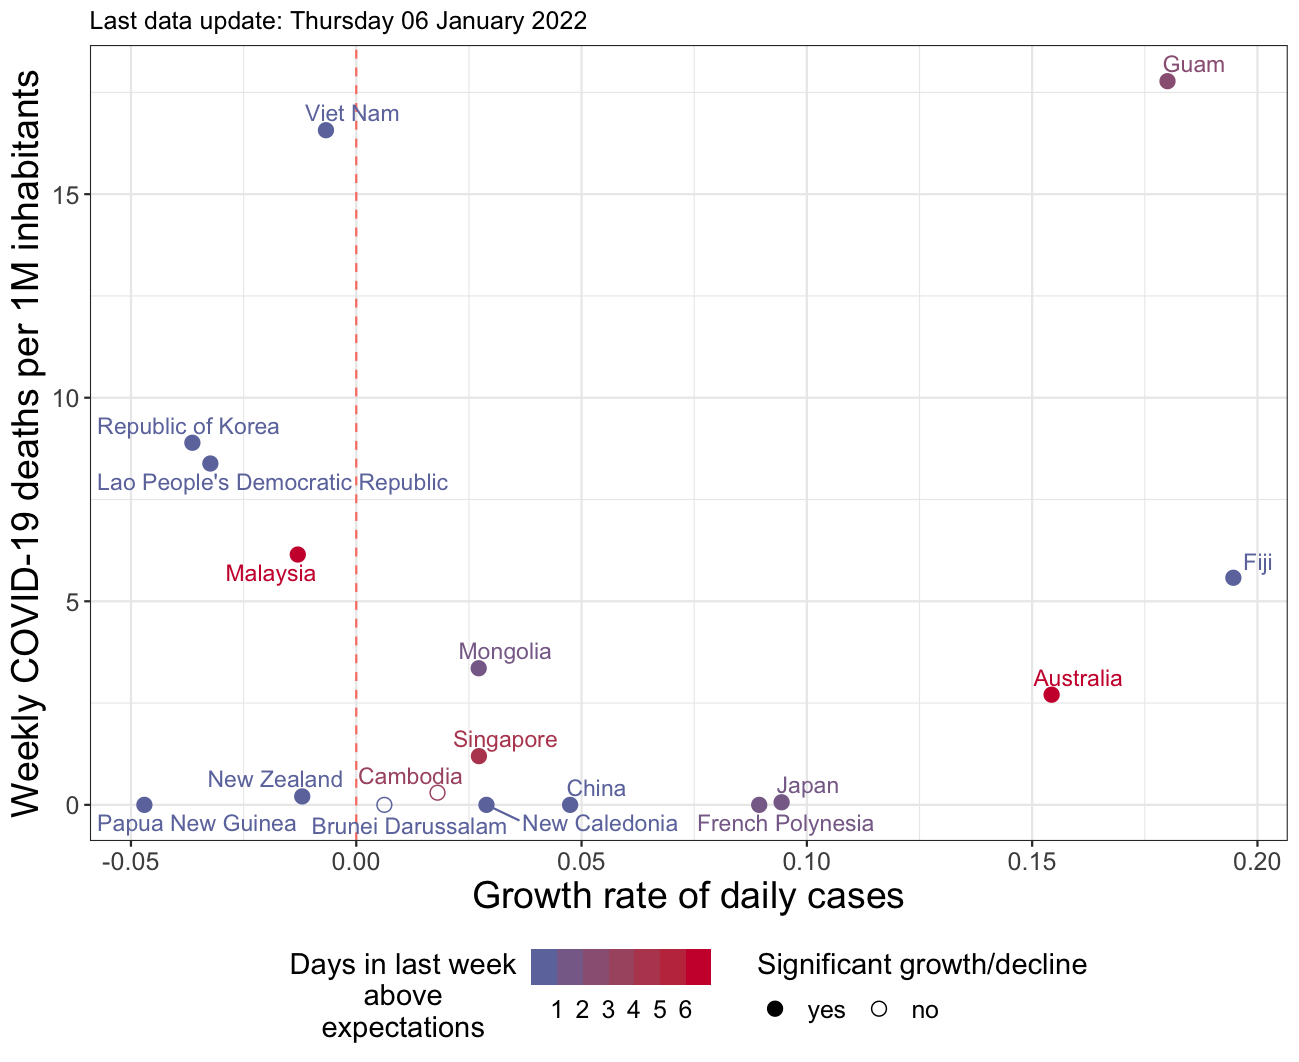 Last data update: Thursday 06 January 2022
Weekly COVID-19 deaths per 1M inhabitants
15
10
5
0
Guam
Viet Nam
Republic of Korea
Lao People's Democratic Republic
Malaysia
Fiji
Mongolia
Australia
Singapore
New Zealand
Cambodia
China
Japan
Papua New Guinea
Brunei Darussalam
New Caledonia
French Polynesia
-0.05 0.00 0.05 0.10 0.15 0.20
Growth rate of daily cases
Days in last week
above
expectations
1 2 3 4 5 6
Significant growth/decline
yes no